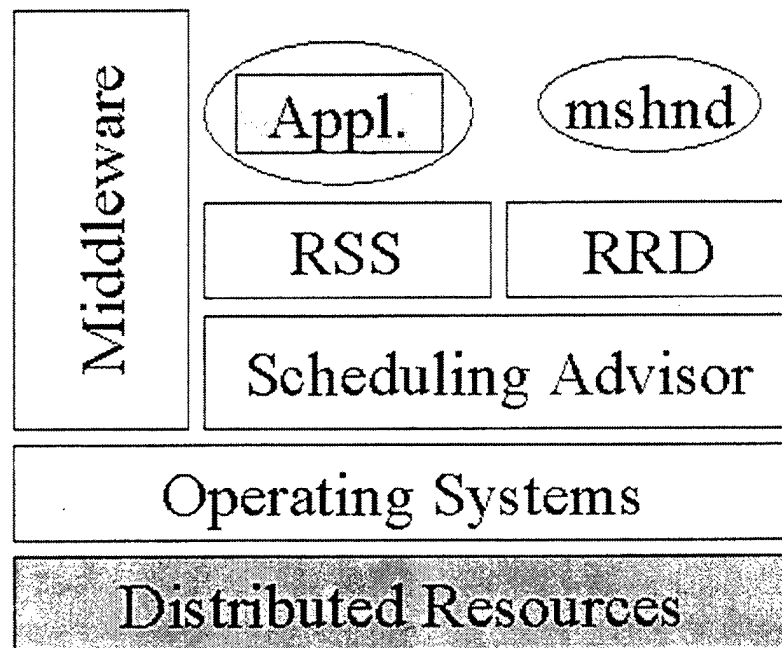 Middleware
Appl.
mshnd
RSS
RRD
Scheduling Advisor
Operating Systems
Distributed Resources